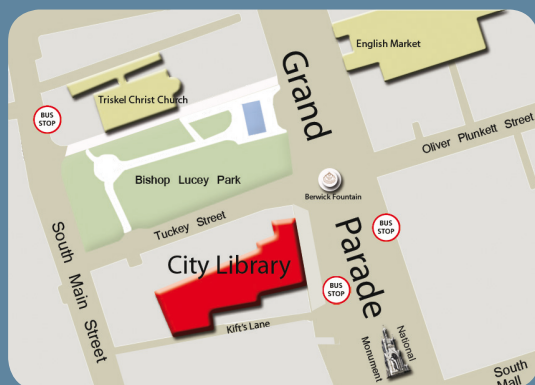 English Market
Triskel Christ Church
BUS
STOP
Grand
Oliver Plunkett Street
Bishop Lucey Park
Berwick Fountain
Tuckey Street
South Main Street
Parade
BUS
STOP
City Library
BUS
STOP
Kift's Lane
National
Monument
South
Mall